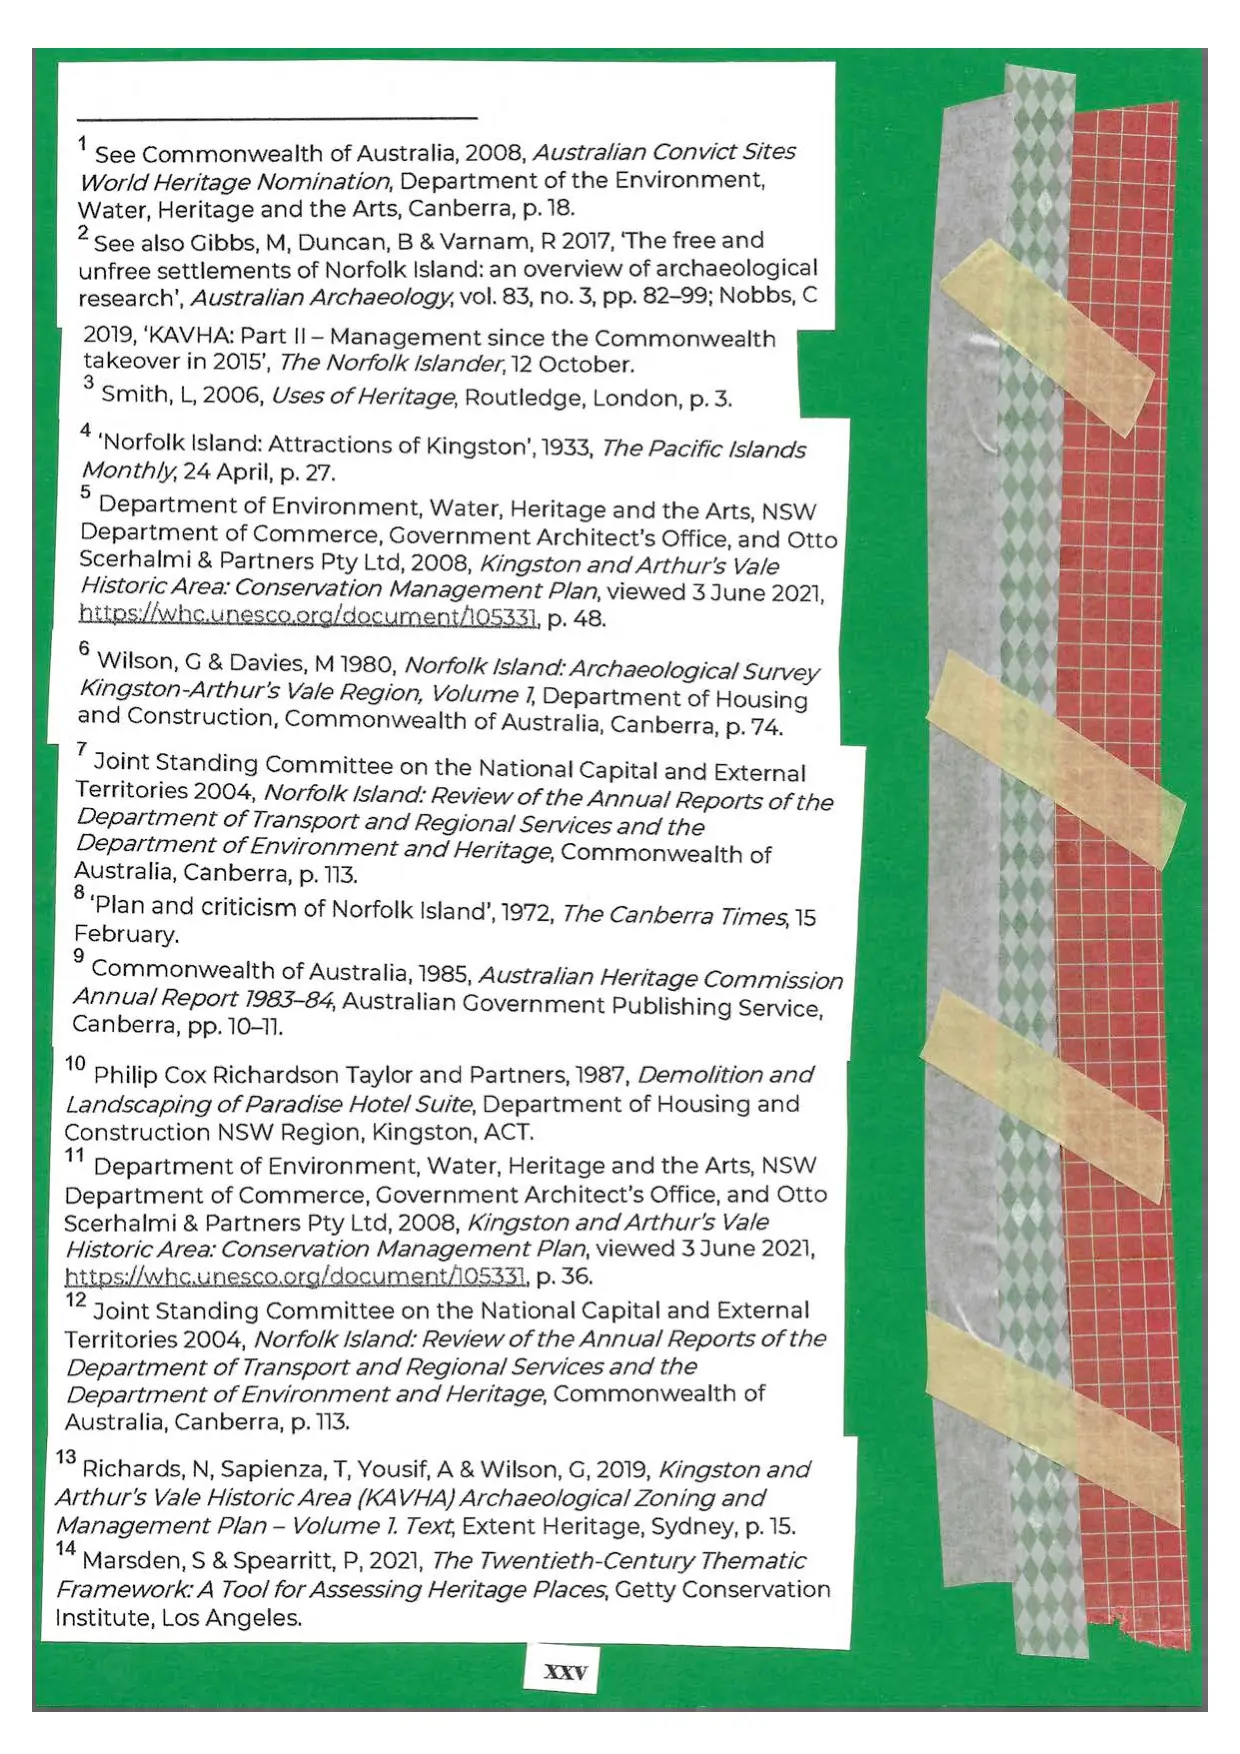 1 See Commonwealth of Australia, 2008, Australian Convict Sites
World Heritage Nomination, Department of the Environment,
Water, Heritage and the Arts, Canberra, p. 18.
2 See also Gibbs, M, Duncan, B & Varnam, R 2017, ‘The free and
unfree settlements of Norfolk Island: an overview of archaeological
research’, Australian Archaeology, vol. 83, no. 3, pp. 82–99; Nobbs, C
2019, ‘KAVHA: Part II – Management since the Commonwealth
takeover in 2015’, The Norfolk Islander, 12 October.
3 Smith, L, 2006, Uses of Heritage, Routledge, London, p. 3.
4 ‘Norfolk Island: Attractions of Kingston’, 1933, The Pacific Islands
Monthly, 24 April, p. 27.
5 Department of Environment, Water, Heritage and the Arts, NSW
Department of Commerce, Government Architect’s Office, and Otto
Scerhalmi & Partners Pty Ltd, 2008, Kingston and Arthur’s Vale
Historic Area: Conservation Management Plan, viewed 3 June 2021,
https://whc.unesco.org/document/105331, p. 48.
6 Wilson, G & Davies, M 1980, Norfolk Island: Archaeological Survey
Kingston-Arthur’s Vale Region, Volume 1, Department of Housing
and Construction, Commonwealth of Australia, Canberra, p. 74.
7 Joint Standing Committee on the National Capital and External
Territories 2004, Norfolk Island: Review of the Annual Reports of the
Department of Transport and Regional Services and the
Department of Environment and Heritage, Commonwealth of
Australia, Canberra, p. 113.
8 ‘Plan and criticism of Norfolk Island’, 1972, The Canberra Times, 15
February.
9 Commonwealth of Australia, 1985, Australian Heritage Commission
Annual Report 1983–84, Australian Government Publishing Service,
Canberra, pp. 10–11.
10 Philip Cox Richardson Taylor and Partners, 1987, Demolition and
Landscaping of Paradise Hotel Suite, Department of Housing and
Construction NSW Region, Kingston, ACT.
11 Department of Environment, Water, Heritage and the Arts, NSW
Department of Commerce, Government Architect’s Office, and Otto
Scerhalmi & Partners Pty Ltd, 2008, Kingston and Arthur’s Vale
Historic Area: Conservation Management Plan, viewed 3 June 2021,
https://whc.unesco.org/document/105331, p. 36.
12 Joint Standing Committee on the National Capital and External
Territories 2004, Norfolk Island: Review of the Annual Reports of the
Department of Transport and Regional Services and the
Department of Environment and Heritage, Commonwealth of
Australia, Canberra, p. 113.
13 Richards, N, Sapienza, T, Yousif, A & Wilson, G, 2019, Kingston and
Arthur’s Vale Historic Area (KAVHA) Archaeological Zoning and
Management Plan – Volume 1. Text, Extent Heritage, Sydney, p. 15.
14 Marsden, S & Spearritt, P, 2021, The Twentieth-Century Thematic
Framework: A Tool for Assessing Heritage Places, Getty Conservation
Institute, Los Angeles.
xxv